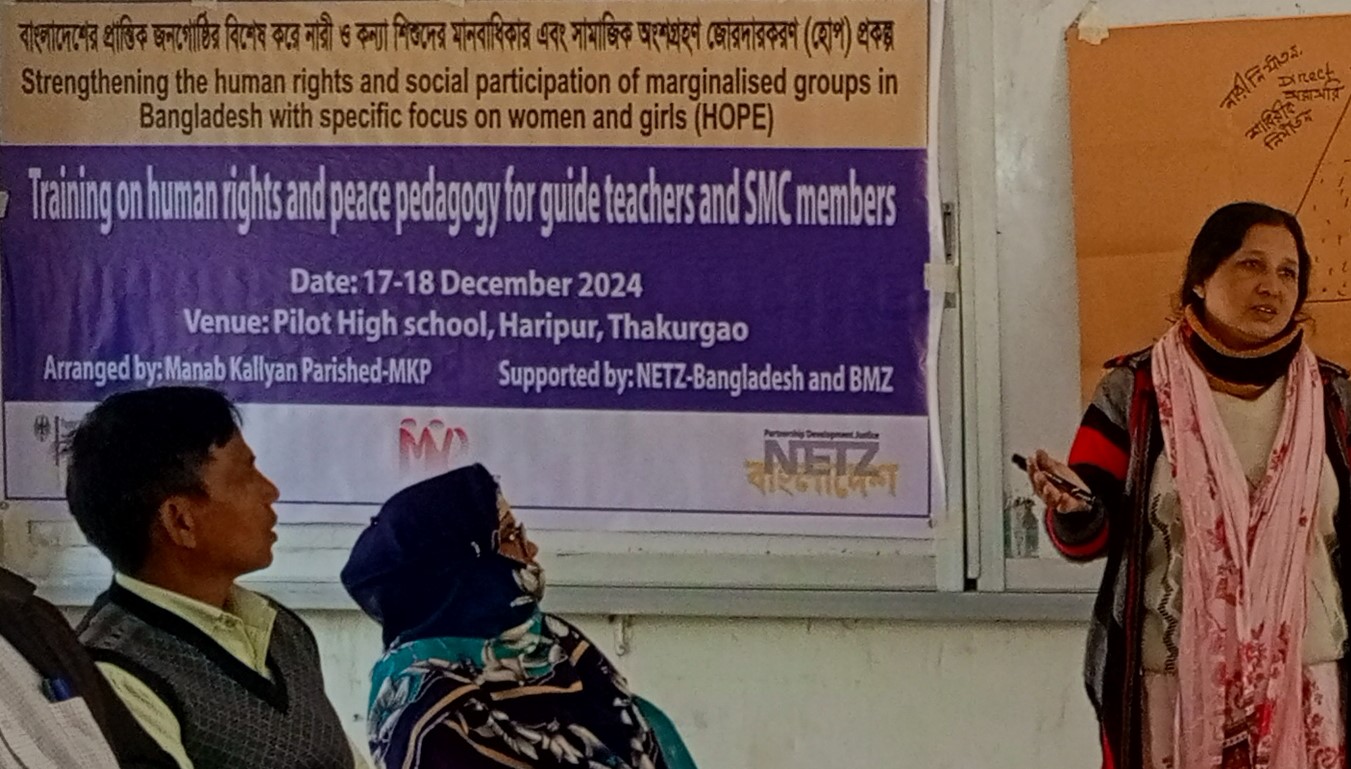 বাংলাদেশের প্রান্তিক জনগোষ্ঠির বিশেষ করে নারী ও কন্যা শিশুদের মানবাধিকার এবং সামাজিক অংশগ্রহণ জোরদারকরণ (হোপ) প্রকল্প
Strengthening the human rights and social participation of marginalised groups in
Bangladesh with specific focus on women and girls (HOPE)
Training on human rights and peace pedagogy for guide teachers and SMC members
Date: 17-18 December 2024
Venue: Pilot High school, Haripur, Thakurgao
Arranged by: Manab Kallyan Parished-MKP
Supported by: NETZ-Bangladesh and BMZ
Partnership Development Justice
NETZ
বাংলাদেশ
নারী নির্যাতন
Direct
শারীরিক
নির্যাতন